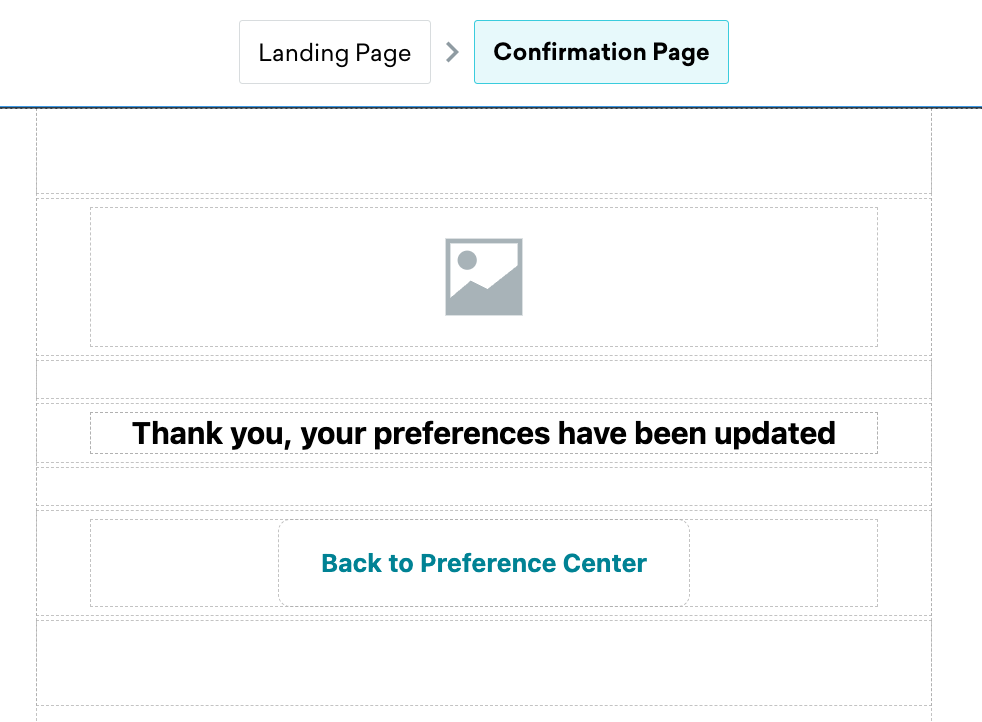 Landing Page
Confirmation Page
Thank you, your preferences have been updated
Back to Preference Center